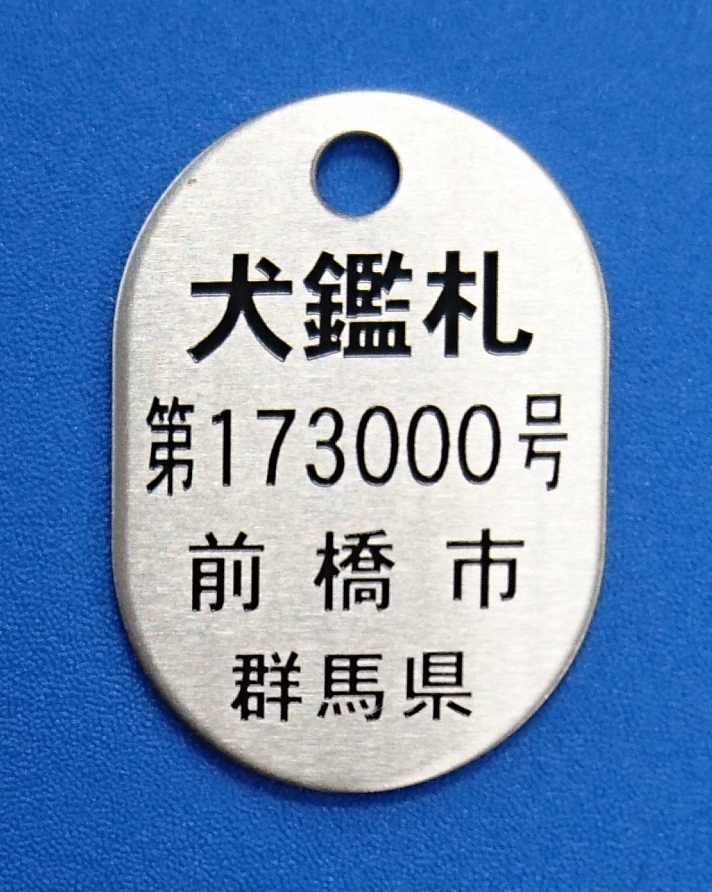 犬鑑札
第173000号
前橋市
群馬県